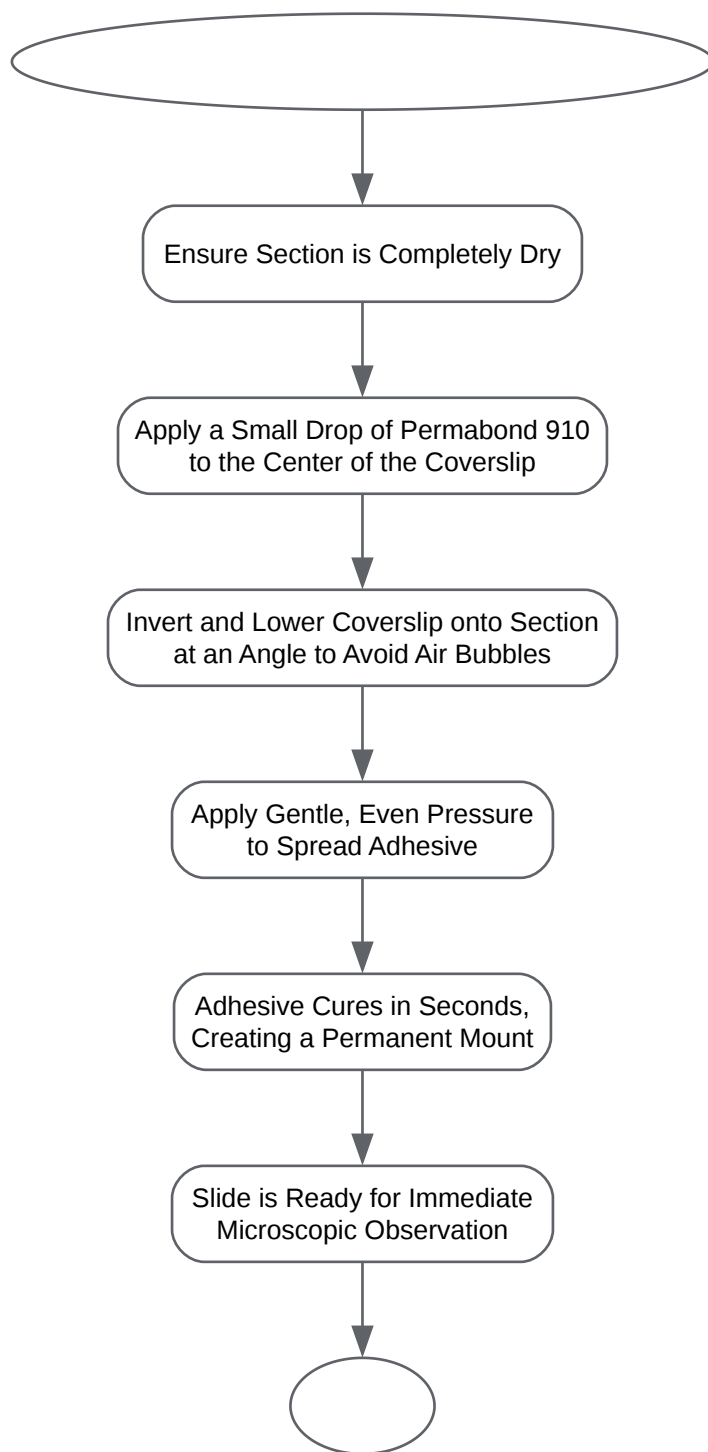 Ensure Section is Completely Dry
Apply a Small Drop of Permabond 910
to the Center of the Coverslip
Invert and Lower Coverslip onto Section
at an Angle to Avoid Air Bubbles
Apply Gentle, Even Pressure
to Spread Adhesive
Adhesive Cures in Seconds,
Creating a Permanent Mount
Slide is Ready for Immediate
Microscopic Observation